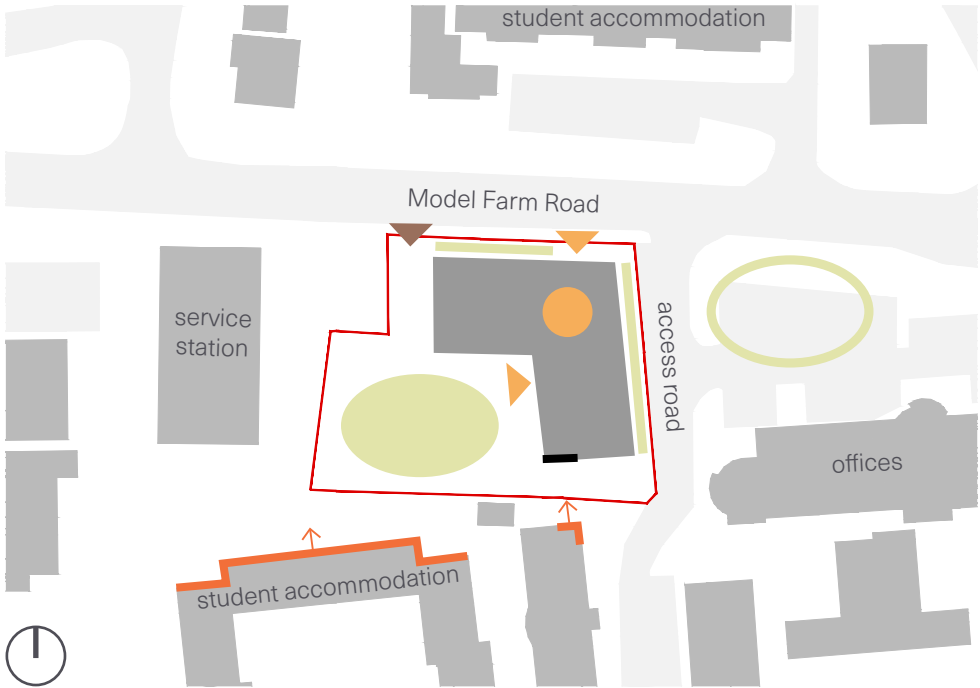 student accommodation
Model Farm Road
service
station
access road
offices
student accommodation